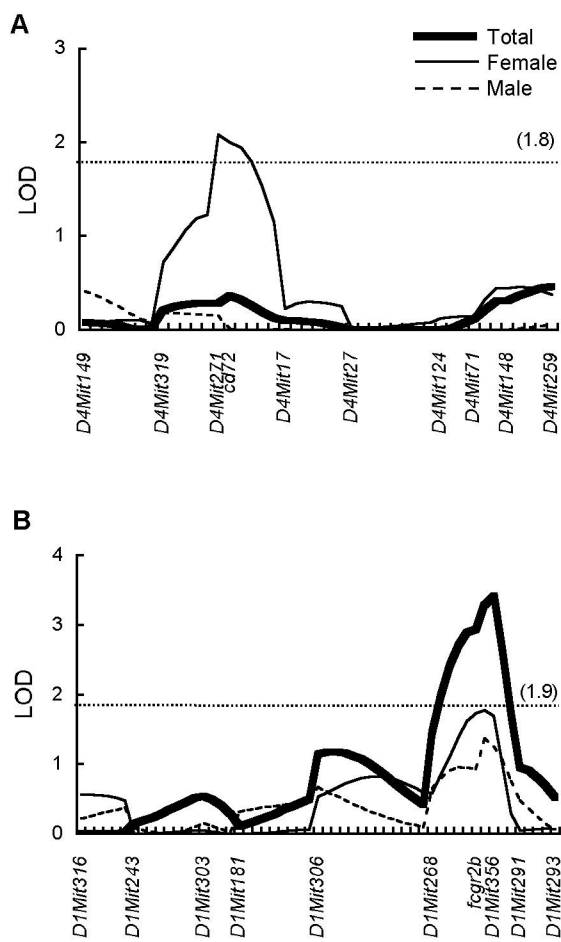 A
3
2
1
0
LOD
Total
Female
Male
(1.8)
D4Mit149
D4Mit319
D4Mit271
cd72
D4Mit17
D4Mit27
D4Mit124
D4Mit71
D4Mit148
D4Mit259
B
4
3
2
1
0
LOD
(1.9)
D1Mit316
D1Mit243
D1Mit303
D1Mit181
D1Mit306
D1Mit268
fcgr2b
D1Mit356
D1Mit291
D1Mit293